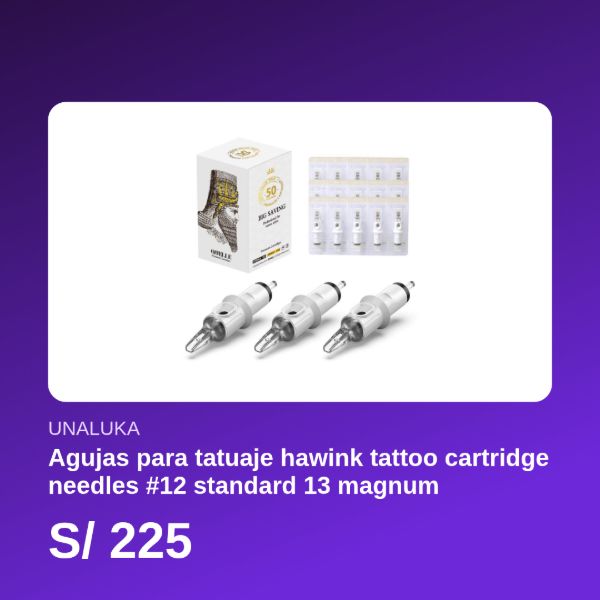 50
BIG SAVING
UNALUKA
Agujas para tatuaje hawink tattoo cartridge
needles #12 standard 13 magnum
S/ 225